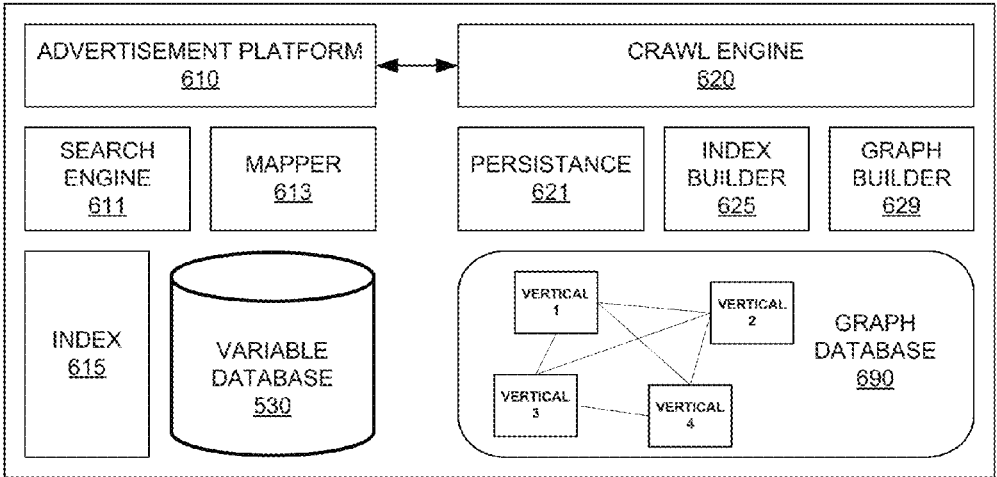 ADVERTISEMENT PLATFORM
610
CRAWL ENGINE
620
SEARCH
ENGINE
611
MAPPER
613
PERSISTANCE
621
INDEX
BUILDER
625
GRAPH
BUILDER
629
INDEX
615
VARIABLE
DATABASE
530
VERTICAL
1
VERTICAL
2
VERTICAL
3
VERTICAL
4
GRAPH
DATABASE
690